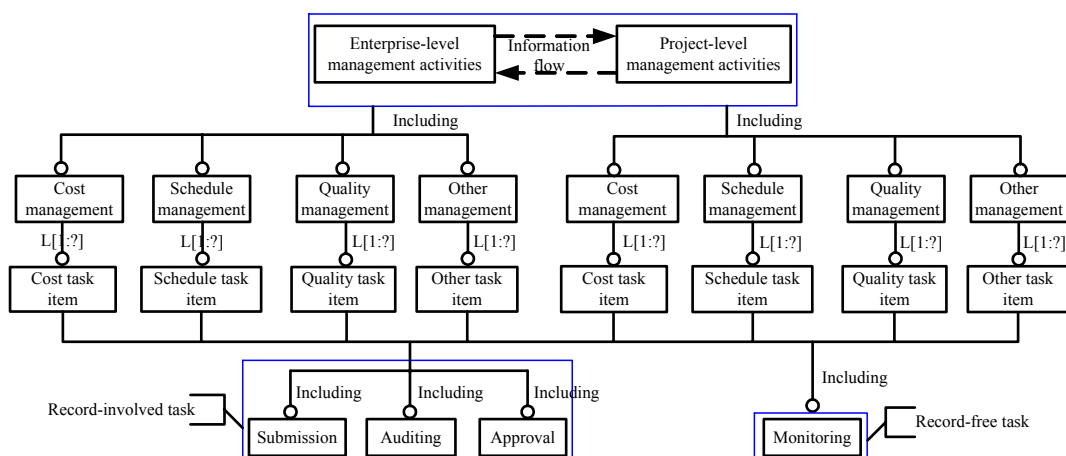 Enterprise-level
management activities
Information
flow
Project-level
management activities
Including
Including
Cost
management
Schedule
management
Quality
management
Other
management
Cost
management
Schedule
management
Quality
management
Other
management
L[1:?]
L[1:?]
L[1:?]
L[1:?]
L[1:?]
L[1:?]
L[1:?]
L[1:?]
Cost task
item
Schedule task
item
Quality task
item
Other task
item
Cost task
item
Schedule task
item
Quality task
item
Other task
item
Including
Including
Including
Including
Record-involved task
Submission
Auditing
Approval
Monitoring
Record-free task